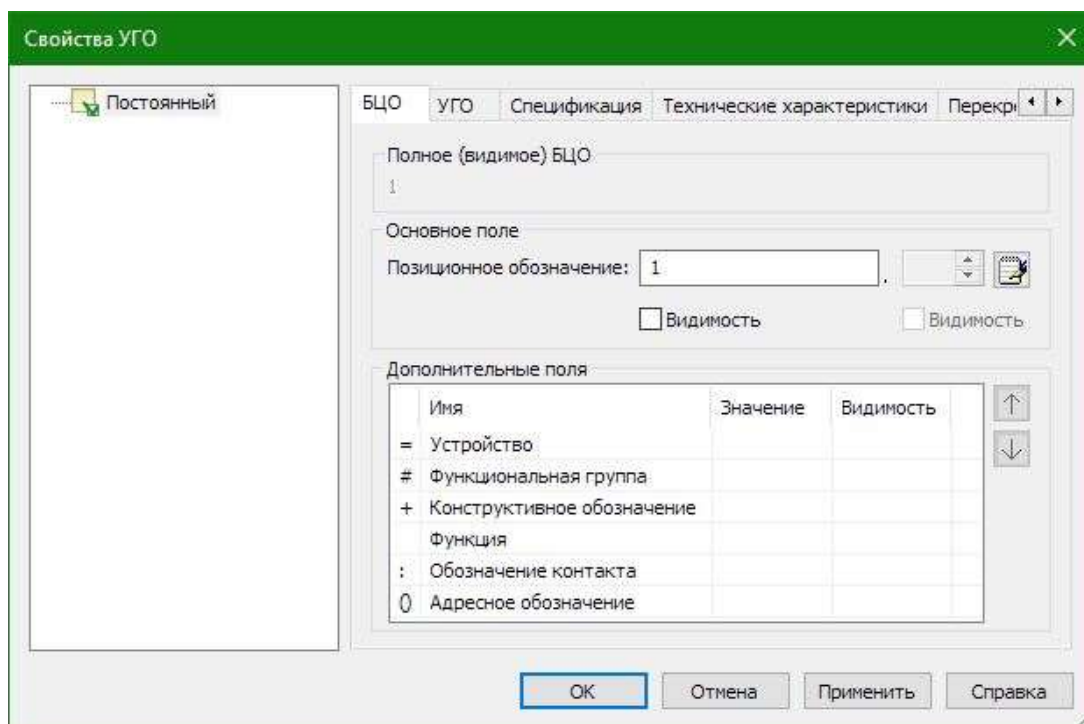 Свойства УГО
Постоянный
БЦО УГО Спецификация Технические характеристики Перекр
Полное (видимое) БЦО
1
Основное поле
Позиционное обозначение: 1 .
Видимость Видимость
Дополнительные поля
Имя Значение Видимость
= Устройство
# Функциональная группа
+ Конструктивное обозначение
Функция
: Обозначение контакта
() Адресное обозначение
OK Отмена Применить Справка